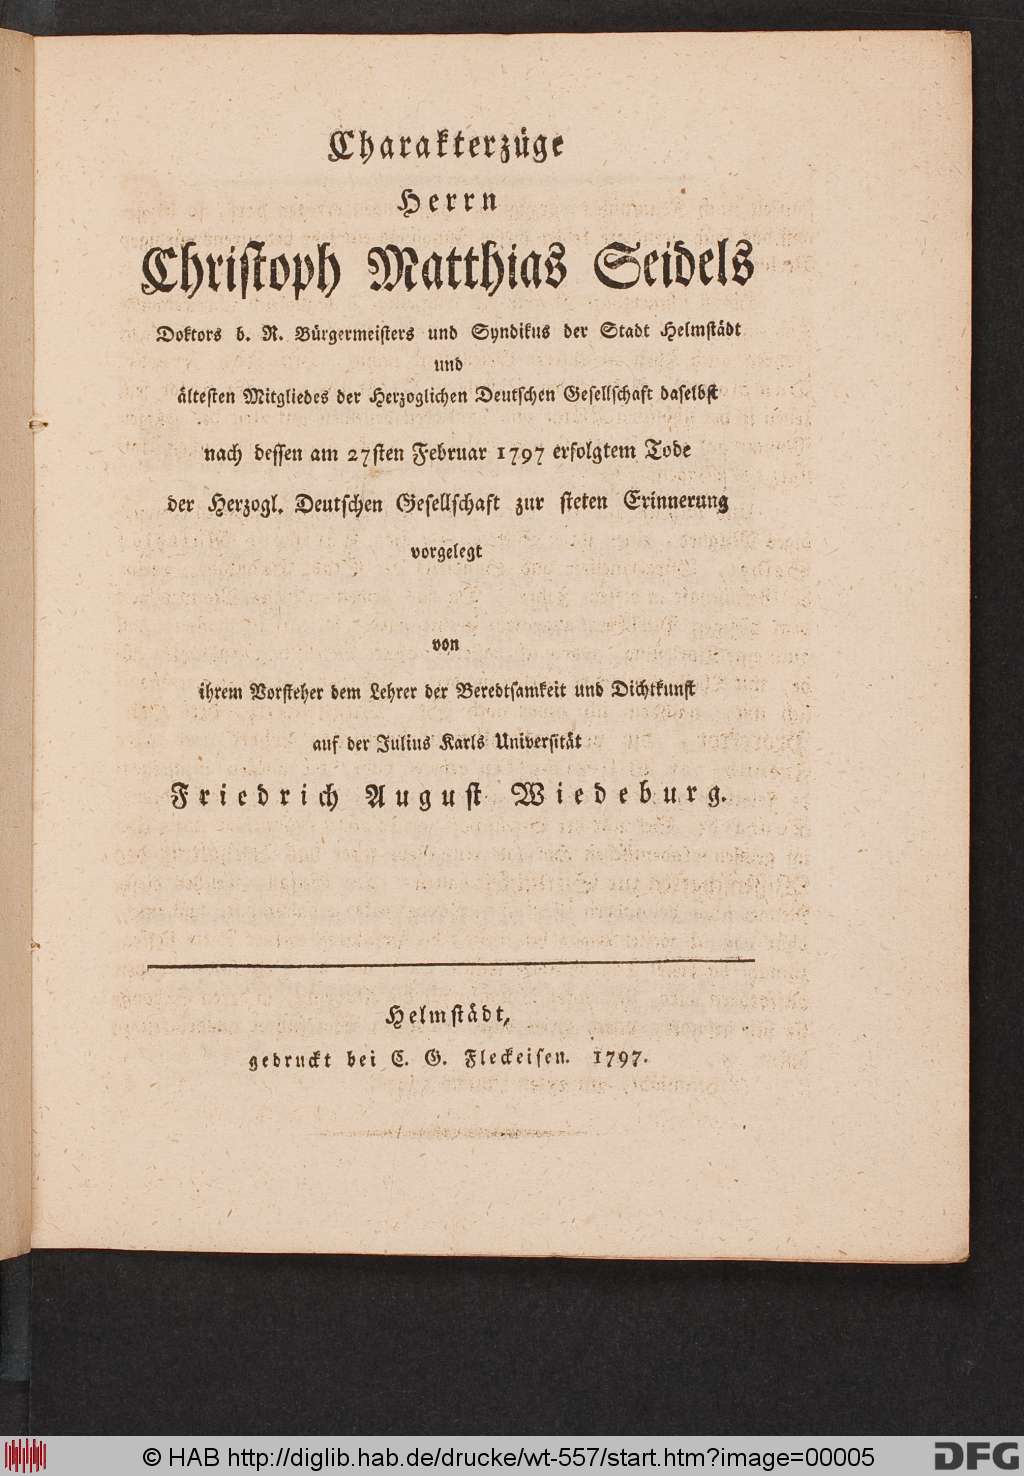 Charakterzüge
Herrn
Christoph Matthias Seidels
Doktors b. R. Bürgermeisters und Syndikus der Stadt Helmstädt
und
ältesten Mitgliedes der Herzoglichen Deutschen Gesellschaft daselbst
nach dessen am 27sten Februar 1797 erfolgtem Tode
der Herzogl. Deutschen Gesellschaft zur steten Erinnerung
vorgelegt
von
ihrem Vorsteher dem Lehrer der Beredtsamkeit und Dichtkunst
auf der Julius Karls Universität
Friedrich August Wiedeburg.
Helmstädt,
gedruckt bei C. G. Fleckeisen. 1797.
© HAB http://diglib.hab.de/drucke/wt-557/start.htm?image=00005
DFG